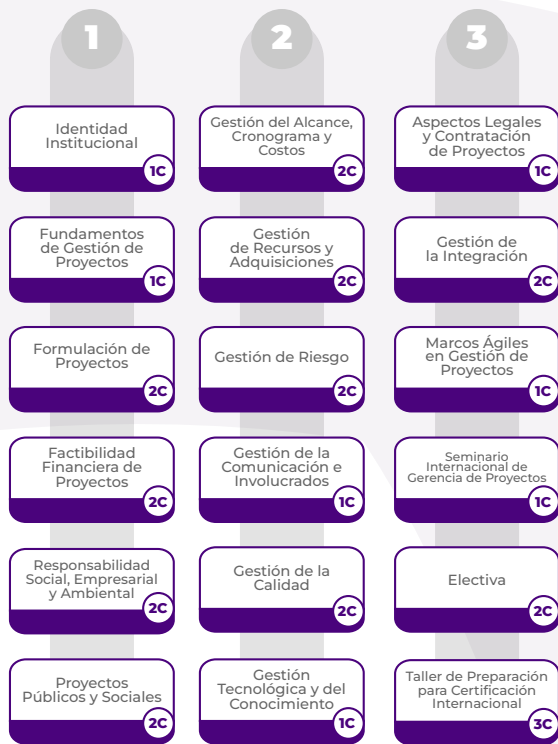 1
Identidad
Institucional
1C
Fundamentos
de Gestión de
Proyectos
1C
Formulación de
Proyectos
2C
Factibilidad
Financiera de
Proyectos
2C
Responsabilidad
Social, Empresarial
y Ambiental
2C
Proyectos
Públicos y Sociales
2C
2
Gestión del Alcance,
Cronograma y
Costos
2C
Gestión
de Recursos y
Adquisiciones
2C
Gestión de Riesgo
2C
Gestión de la
Comunicación e
Involucrados
1C
Gestión de la
Calidad
2C
Gestión
Tecnológica y del
Conocimiento
1C
3
Aspectos Legales
y Contratación
de Proyectos
1C
Gestión de
la Integración
2C
Marcos Ágiles
en Gestión de
Proyectos
1C
Seminario
Internacional de
Gerencia de Proyectos
1C
Electiva
2C
Taller de Preparación
para Certificación
Internacional
3C